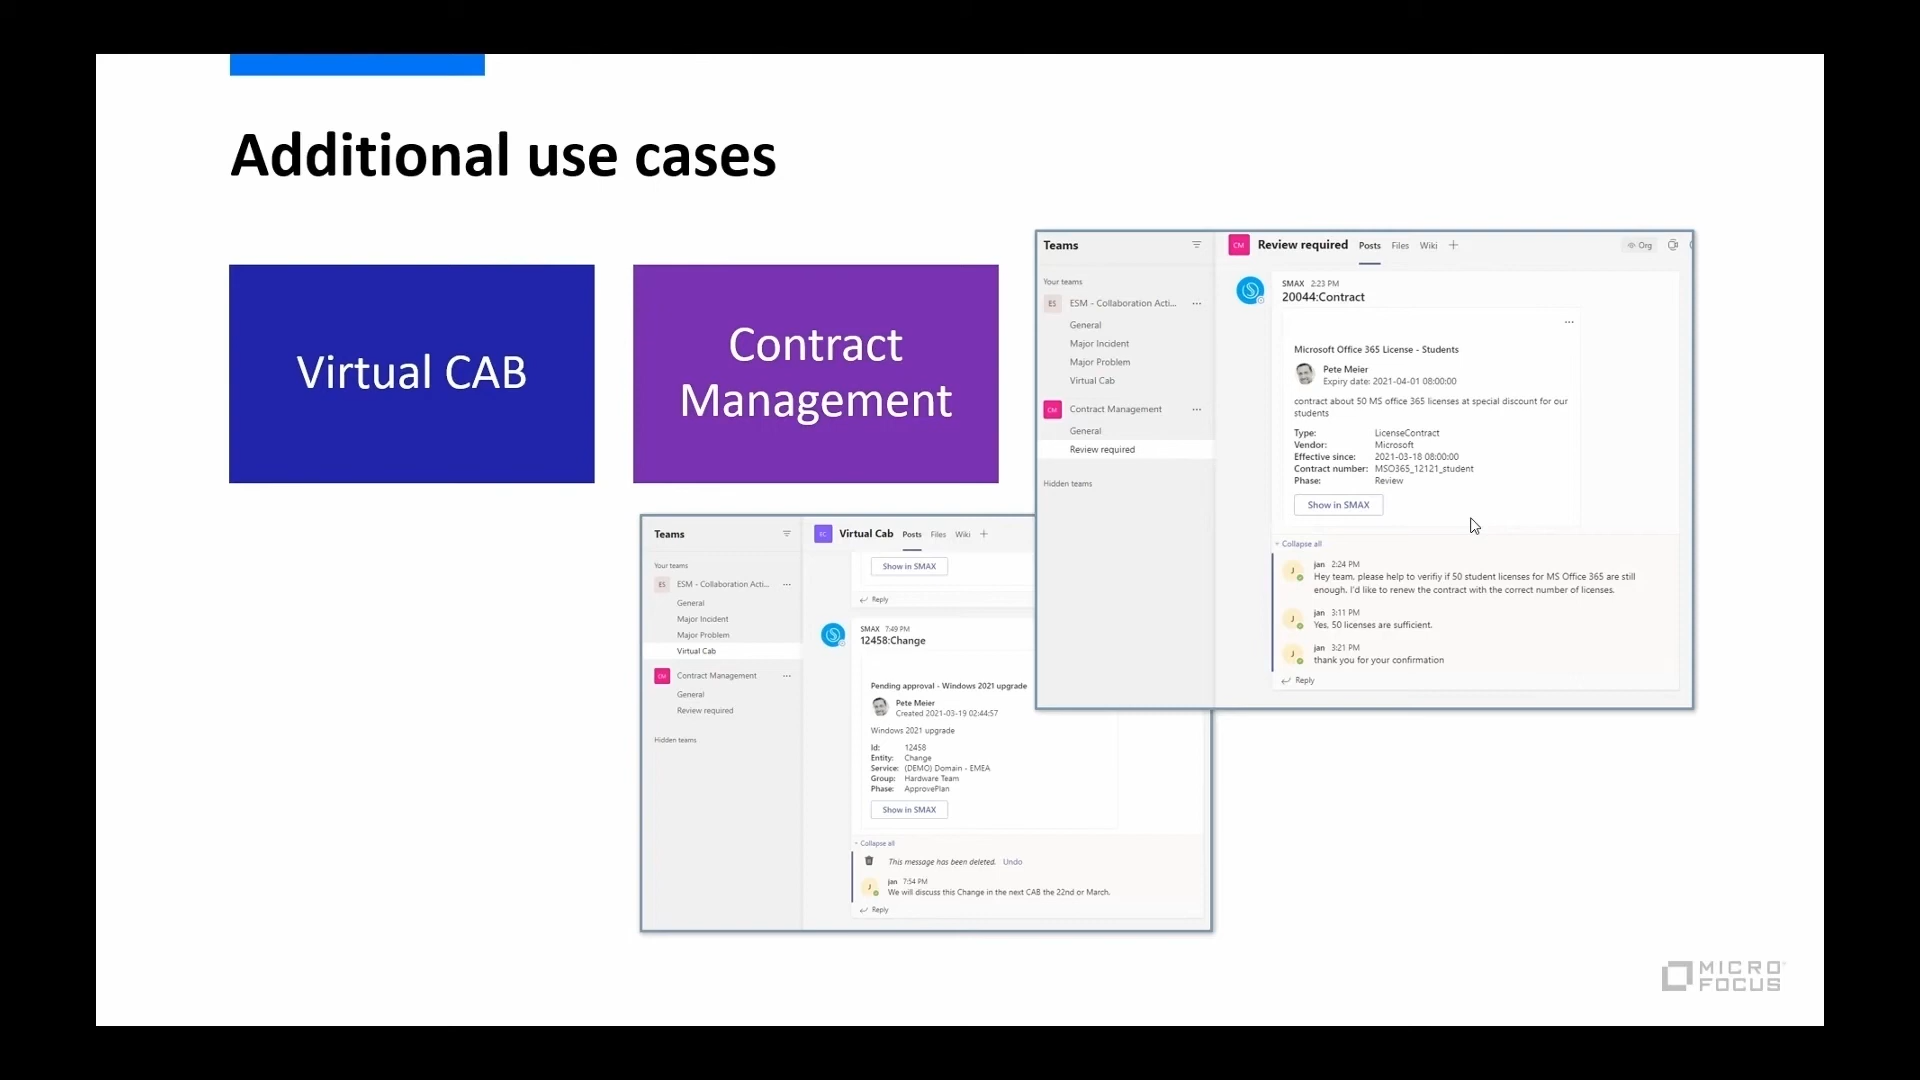 Additional use cases
Virtual CAB
Contract
Management
Teams
Your teams
ES ESM - Collaboration Acti... ...
General
Major Incident
Major Problem
Virtual Cab
CM Contract Management ...
General
Review required
Hidden teams
CM Review required Posts Files Wiki + Org
SMAX 2:23 PM
20044:Contract
...
Microsoft Office 365 License - Students
Pete Meier
Expiry date: 2021-04-01 08:00:00
contract about 50 MS office 365 licenses at special discount for our
students
Type: LicenseContract
Vendor: Microsoft
Effective since: 2021-03-18 08:00:00
Contract number: MSO365_12121_student
Phase: Review
Show in SMAX
Collapse all
J jan 2:24 PM
Hey team, please help to verifiy if 50 student licenses for MS Office 365 are still
enough. I'd like to renew the contract with the correct number of licenses.
J jan 3:11 PM
Yes, 50 licenses are sufficient.
J jan 3:21 PM
thank you for your confirmation
Reply
Teams
Your teams
ES ESM - Collaboration Acti... ...
General
Major Incident
Major Problem
Virtual Cab
CM Contract Management ...
General
Review required
Hidden teams
EC Virtual Cab Posts Files Wiki +
Show in SMAX
Reply
SMAX 7:49 PM
12458:Change
Pending approval - Windows 2021 upgrade
Pete Meier
Created 2021-03-19 02:44:57
Windows 2021 upgrade
Id: 12458
Entity: Change
Service: (DEMO) Domain - EMEA
Group: Hardware Team
Phase: ApprovePlan
Show in SMAX
Collapse all
This message has been deleted. Undo
J jan 7:54 PM
We will discuss this Change in the next CAB the 22nd or March.
Reply
MICRO
FOCUS